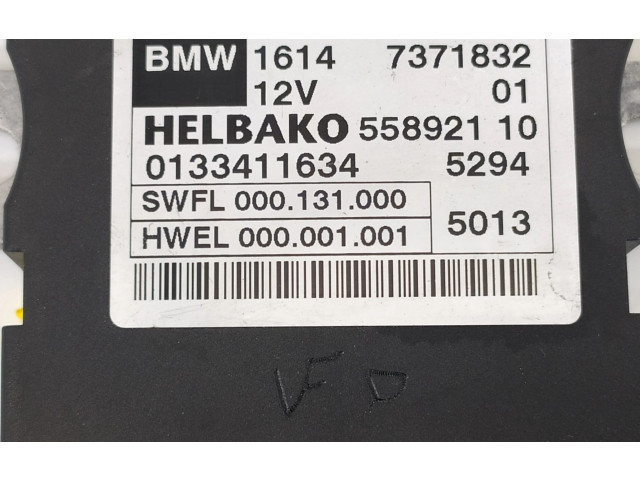 BMW 1614 7371832
12V 01
HELBAKO 558921 10
0133411634 5294
SWFL 000.131.000
HWEL 000.001.001 5013
VF D